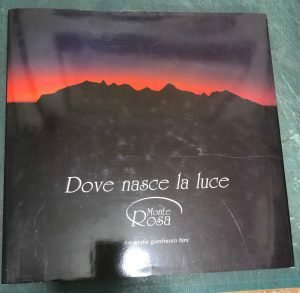 Dove nasce la luce
Monte
Rosa
fotografie gianfranco bini